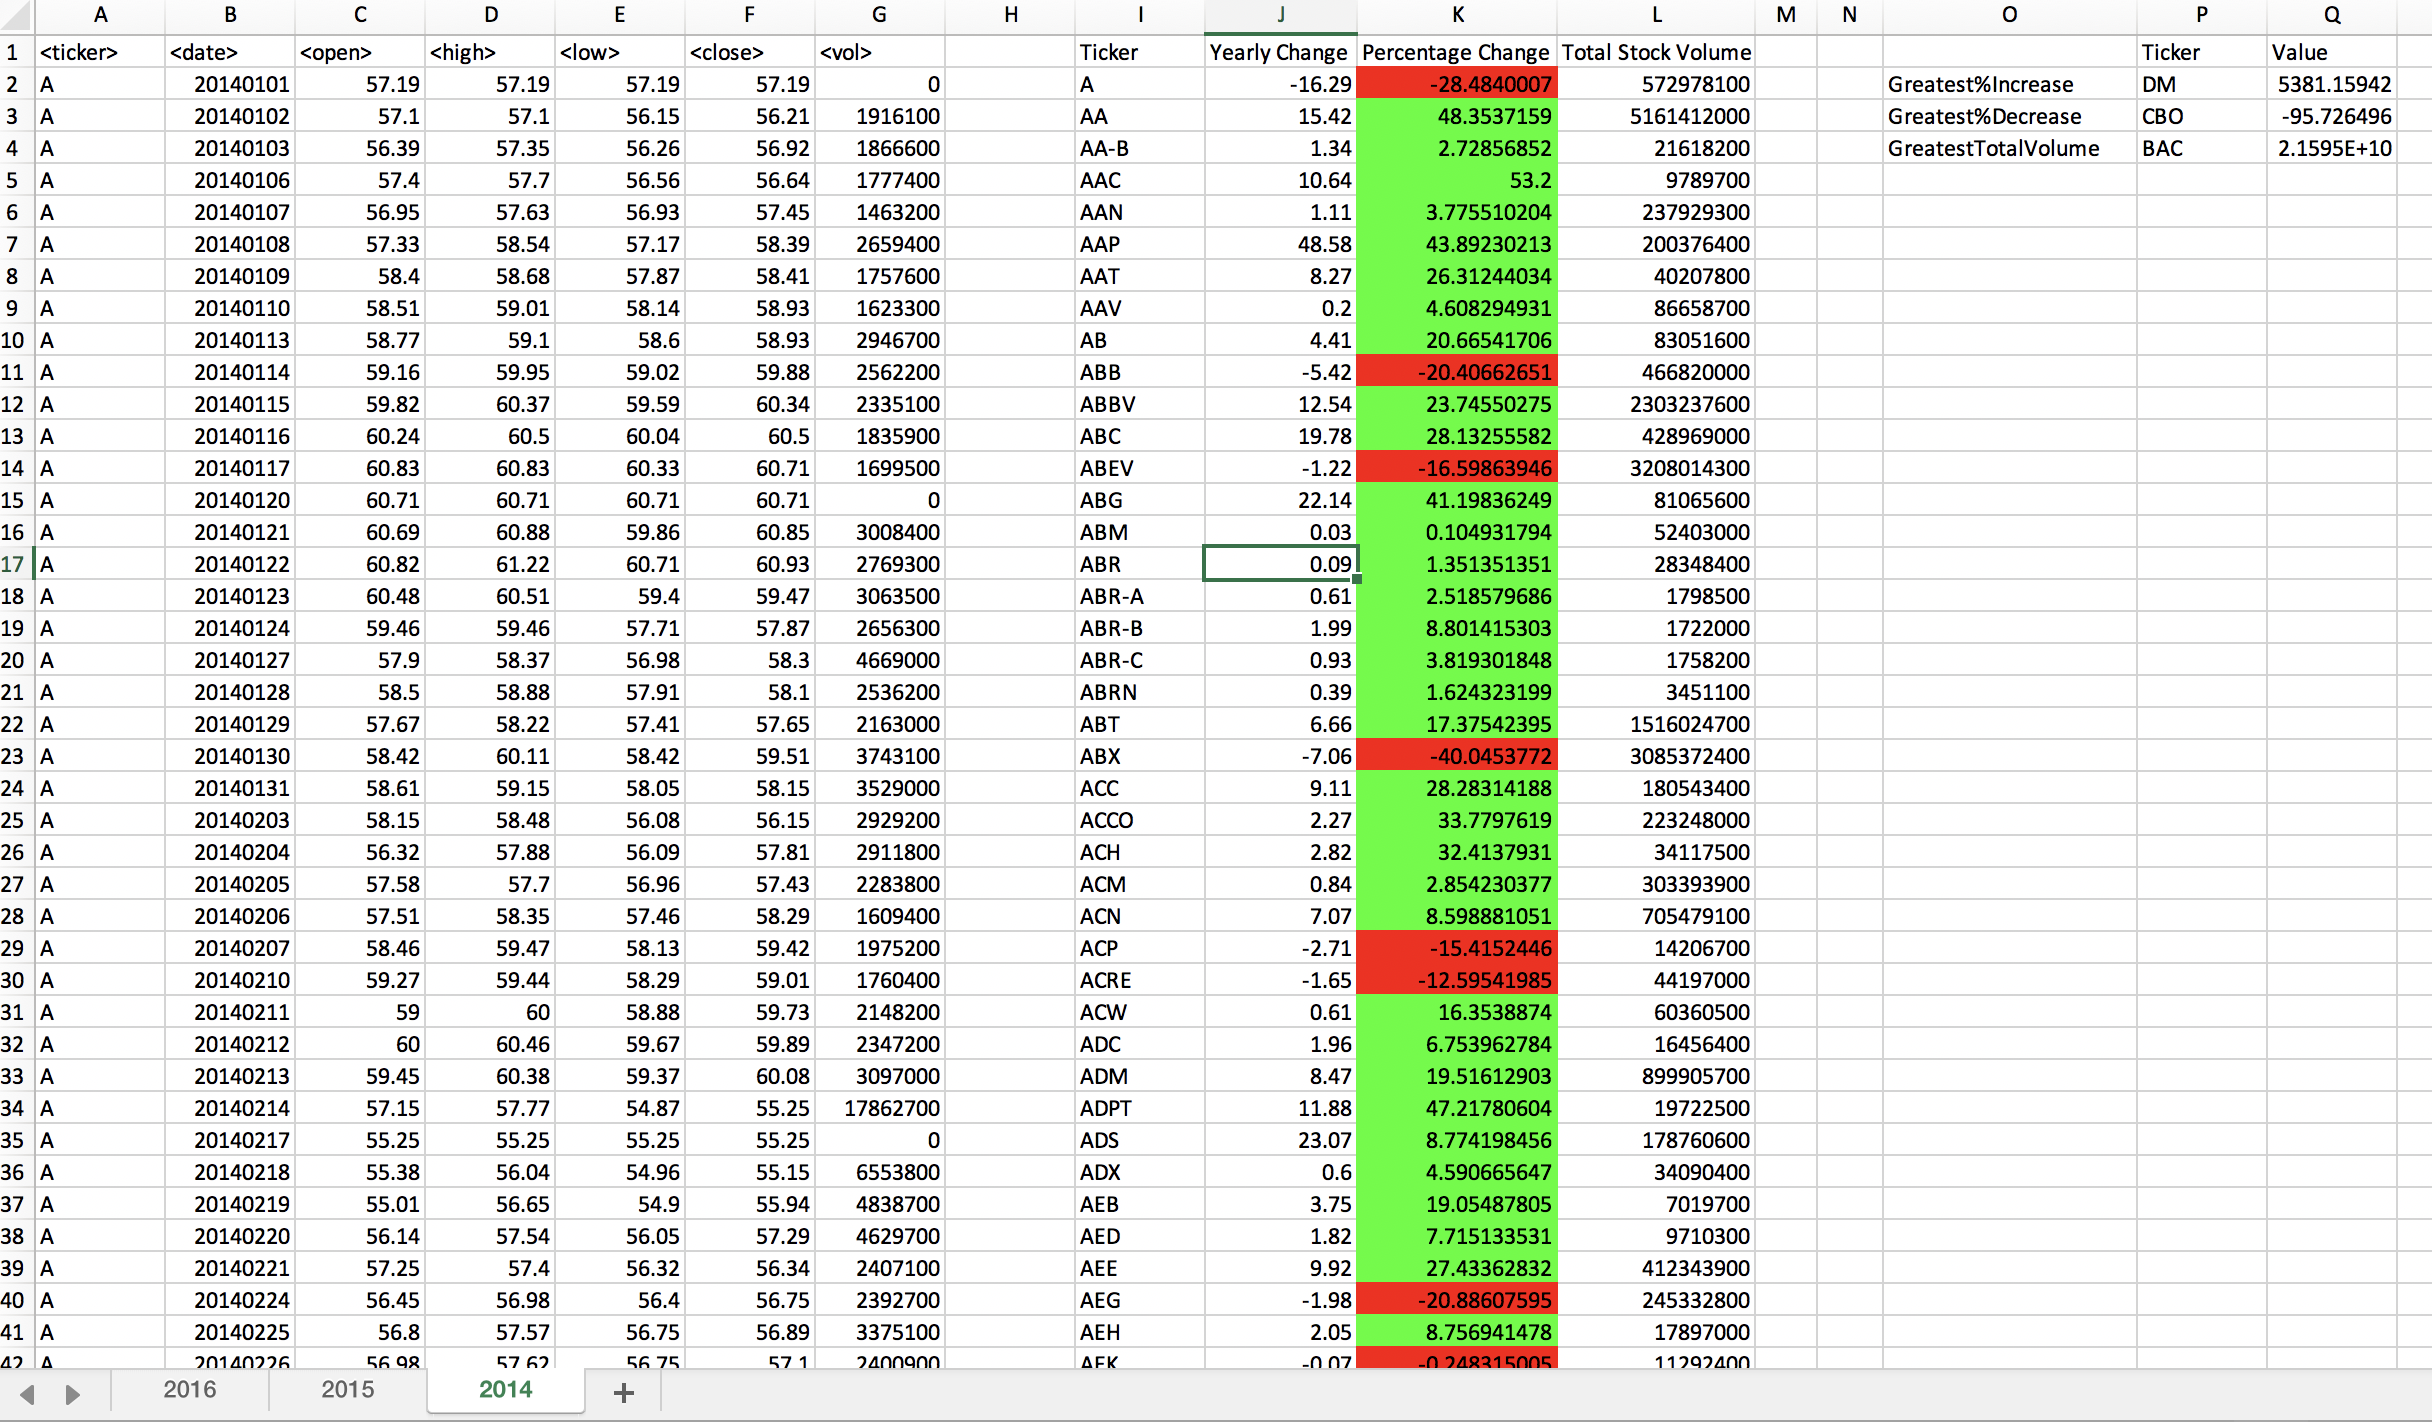 A B C D E F G H I J K L M N O P Q
1 <ticker> <date> <open> <high> <low> <close> <vol> Ticker Yearly Change Percentage Change Total Stock Volume Ticker Value
2 A 20140101 57.19 57.19 57.19 57.19 0 A -16.29 -28.4840007 572978100 Greatest%Increase DM 5381.15942
3 A 20140102 57.1 57.1 56.15 56.21 1916100 AA 15.42 48.3537159 5161412000 Greatest%Decrease CBO -95.726496
4 A 20140103 56.39 57.35 56.26 56.92 1866600 AA-B 1.34 2.72856852 21618200 GreatestTotalVolume BAC 2.1595E+10
5 A 20140106 57.4 57.7 56.56 56.64 1777400 AAC 10.64 53.2 9789700
6 A 20140107 56.95 57.63 56.93 57.45 1463200 AAN 1.11 3.775510204 237929300
7 A 20140108 57.33 58.54 57.17 58.39 2659400 AAP 48.58 43.89230213 200376400
8 A 20140109 58.4 58.68 57.87 58.41 1757600 AAT 8.27 26.31244034 40207800
9 A 20140110 58.51 59.01 58.14 58.93 1623300 AAV 0.2 4.608294931 86658700
10 A 20140113 58.77 59.1 58.6 58.93 2946700 AB 4.41 20.66541706 83051600
11 A 20140114 59.16 59.95 59.02 59.88 2562200 ABB -5.42 -20.40662651 466820000
12 A 20140115 59.82 60.37 59.59 60.34 2335100 ABBV 12.54 23.74550275 2303237600
13 A 20140116 60.24 60.5 60.04 60.5 1835900 ABC 19.78 28.13255582 428969000
14 A 20140117 60.83 60.83 60.33 60.71 1699500 ABEV -1.22 -16.59863946 3208014300
15 A 20140120 60.71 60.71 60.71 60.71 0 ABG 22.14 41.19836249 81065600
16 A 20140121 60.69 60.88 59.86 60.85 3008400 ABM 0.03 0.104931794 52403000
17 A 20140122 60.82 61.22 60.71 60.93 2769300 ABR 0.09 1.351351351 28348400
18 A 20140123 60.48 60.51 59.4 59.47 3063500 ABR-A 0.61 2.518579686 1798500
19 A 20140124 59.46 59.46 57.71 57.87 2656300 ABR-B 1.99 8.801415303 1722000
20 A 20140127 57.9 58.37 56.98 58.3 4669000 ABR-C 0.93 3.819301848 1758200
21 A 20140128 58.5 58.88 57.91 58.1 2536200 ABRN 0.39 1.624323199 3451100
22 A 20140129 57.67 58.22 57.41 57.65 2163000 ABT 6.66 17.37542395 1516024700
23 A 20140130 58.42 60.11 58.42 59.51 3743100 ABX -7.06 -40.0453772 3085372400
24 A 20140131 58.61 59.15 58.05 58.15 3529000 ACC 9.11 28.28314188 180543400
25 A 20140203 58.15 58.48 56.08 56.15 2929200 ACCO 2.27 33.7797619 223248000
26 A 20140204 56.32 57.88 56.09 57.81 2911800 ACH 2.82 32.4137931 34117500
27 A 20140205 57.58 57.7 56.96 57.43 2283800 ACM 0.84 2.854230377 303393900
28 A 20140206 57.51 58.35 57.46 58.29 1609400 ACN 7.07 8.598881051 705479100
29 A 20140207 58.46 59.47 58.13 59.42 1975200 ACP -2.71 -15.4152446 14206700
30 A 20140210 59.27 59.44 58.29 59.01 1760400 ACRE -1.65 -12.59541985 44197000
31 A 20140211 59 60 58.88 59.73 2148200 ACW 0.61 16.3538874 60360500
32 A 20140212 60 60.46 59.67 59.89 2347200 ADC 1.96 6.753962784 16456400
33 A 20140213 59.45 60.38 59.37 60.08 3097000 ADM 8.47 19.51612903 899905700
34 A 20140214 57.15 57.77 54.87 55.25 17862700 ADPT 11.88 47.21780604 19722500
35 A 20140217 55.25 55.25 55.25 55.25 0 ADS 23.07 8.774198456 178760600
36 A 20140218 55.38 56.04 54.96 55.15 6553800 ADX 0.6 4.590665647 34090400
37 A 20140219 55.01 56.65 54.9 55.94 4838700 AEB 3.75 19.05487805 7019700
38 A 20140220 56.14 57.54 56.05 57.29 4629700 AED 1.82 7.715133531 9710300
39 A 20140221 57.25 57.4 56.32 56.34 2407100 AEE 9.92 27.43362832 412343900
40 A 20140224 56.45 56.98 56.4 56.75 2392700 AEG -1.98 -20.88607595 245332800
41 A 20140225 56.8 57.57 56.75 56.89 3375100 AEH 2.05 8.756941478 17897000
42 A 20140226 56.98 57.62 56.75 57.1 2400900 AEK -0.07 -0.248315005 11292400
2016 2015 2014 +